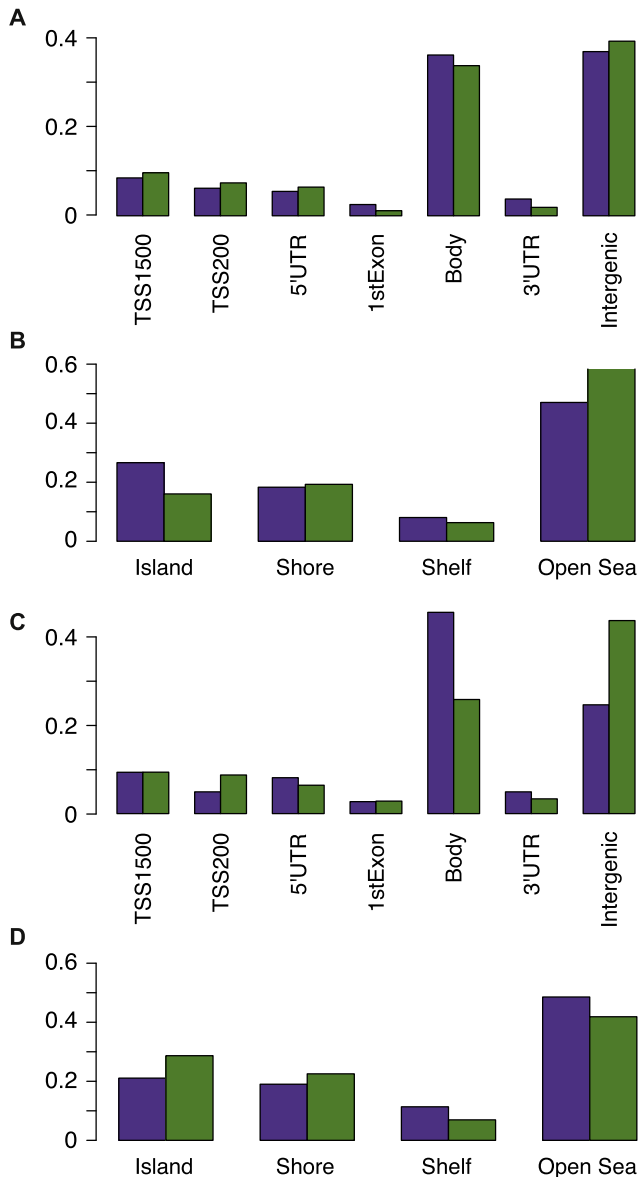 A
0.4
0.2
0
TSS1500
TSS200
5'UTR
1stExon
Body
3'UTR
Intergenic
B
0.6
0.4
0.2
0
Island Shore Shelf Open Sea
C
0.4
0.2
0
TSS1500
TSS200
5'UTR
1stExon
Body
3'UTR
Intergenic
D
0.6
0.4
0.2
0
Island Shore Shelf Open Sea